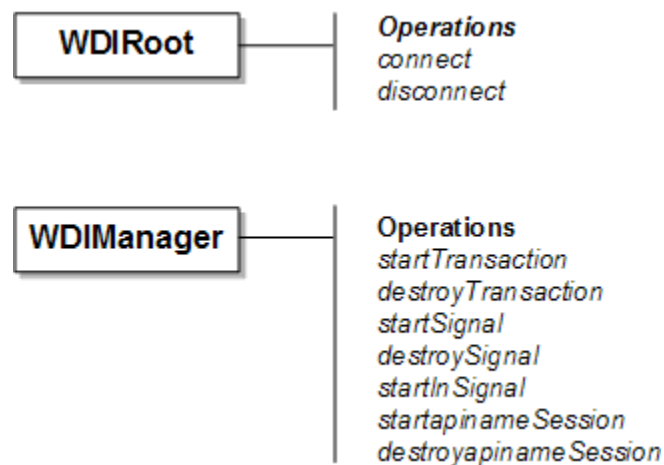 WDIRoot
Operations
connect
disconnect
WDIManager
Operations
startTransaction
destroyTransaction
startSignal
destroySignal
startInSignal
startapinameSession
destroyapinameSession